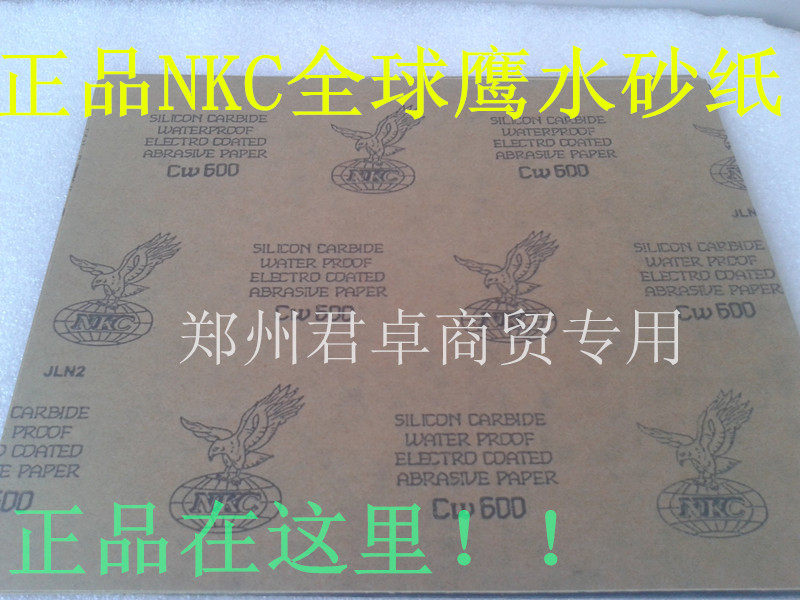 正品NKC全球鹰水砂纸
SILICON CARBIDE
WATERPROOF
ELECTRO COATED
ABRASIVE PAPER
Cw 600
NKC
SILICON CARBIDE
WATERPROOF
ELECTRO COATED
ABRASIVE PAPER
Cw 600
JLN
NKC
JLN2
SILICON CARBIDE
WATER PROOF
ELECTRO COATED
ABRASIVE PAPER
Cw 600
NKC
SILICON CARBIDE
WATER PROOF
ELECTRO COATED
ABRASIVE PAPER
Cw 600
郑州君卓商贸专用
CARBIDE
PROOF
COATED
PAPER
600
NKC
SILICON CARBIDE
WATER PROOF
ELECTRO COATED
ABRASIVE PAPER
Cw 600
NKC
正品在这里！！